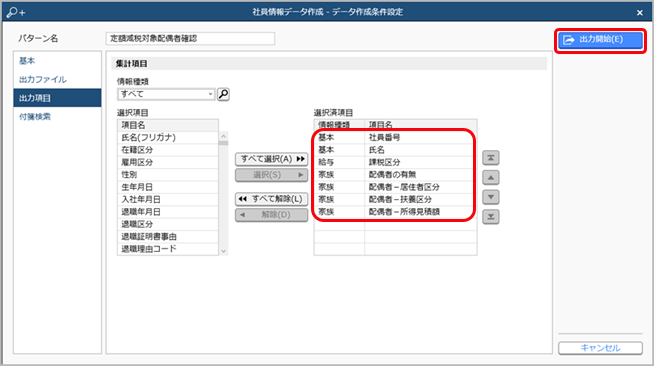 社員情報データ作成 - データ作成条件設定
パターン名
定額減税対象配偶者確認
出力開始(E)
基本
出力ファイル
出力項目
付箋検索
集計項目
情報種類
すべて
選択項目
項目名
氏名(フリガナ)
在籍区分
雇用区分
性別
生年月日
入社年月日
退職年月日
退職区分
退職証明書事由
退職理由コード
すべて選択(A)
選択(S)
すべて解除(L)
解除(D)
選択済項目
情報種類 項目名
基本 社員番号
基本 氏名
給与 課税区分
家族 配偶者の有無
家族 配偶者－居住者区分
家族 配偶者－扶養区分
家族 配偶者－所得見積額
キャンセル